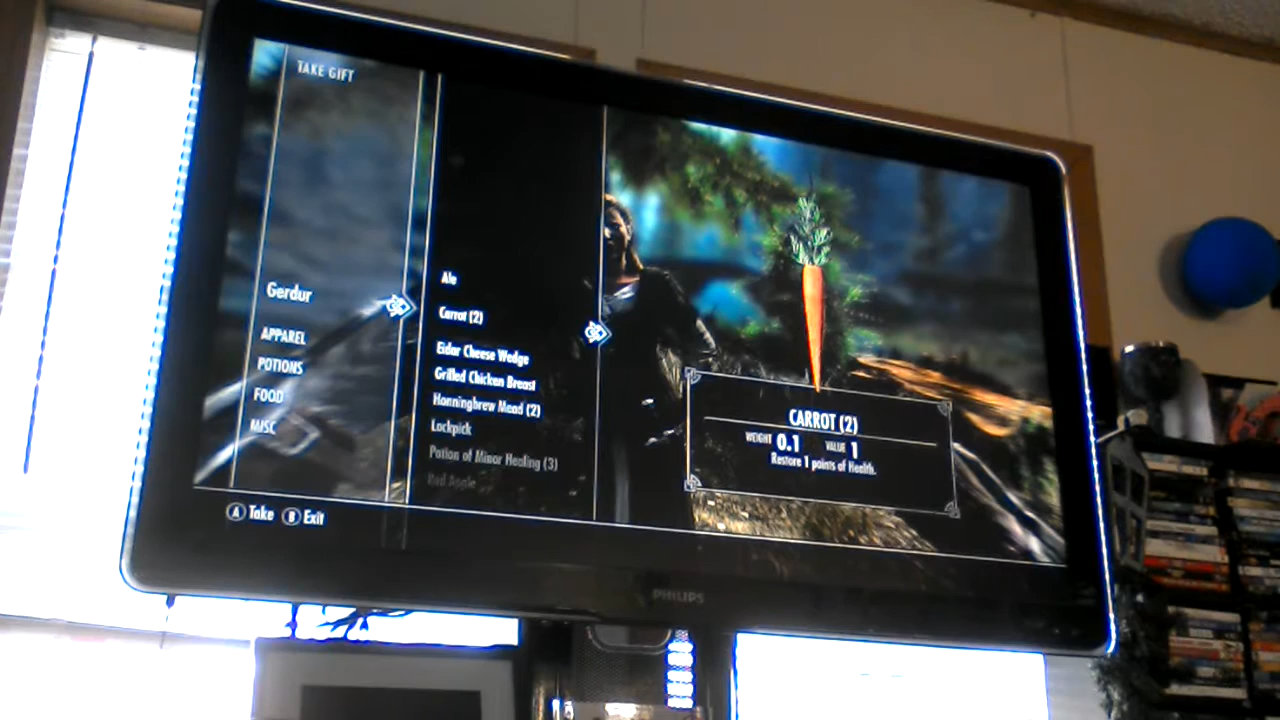 TAKE GIFT
Gerdur
APPAREL
POTIONS
FOOD
MISC
Ale
Carrot (2)
Eidar Cheese Wedge
Grilled Chicken Breast
Honningbrew Mead (2)
Lockpick
Potion of Minor Healing (3)
Red Apple
CARROT (2)
WEIGHT 0.1 VALUE 1
Restore 1 points of Health.
A Take B Exit
PHILIPS